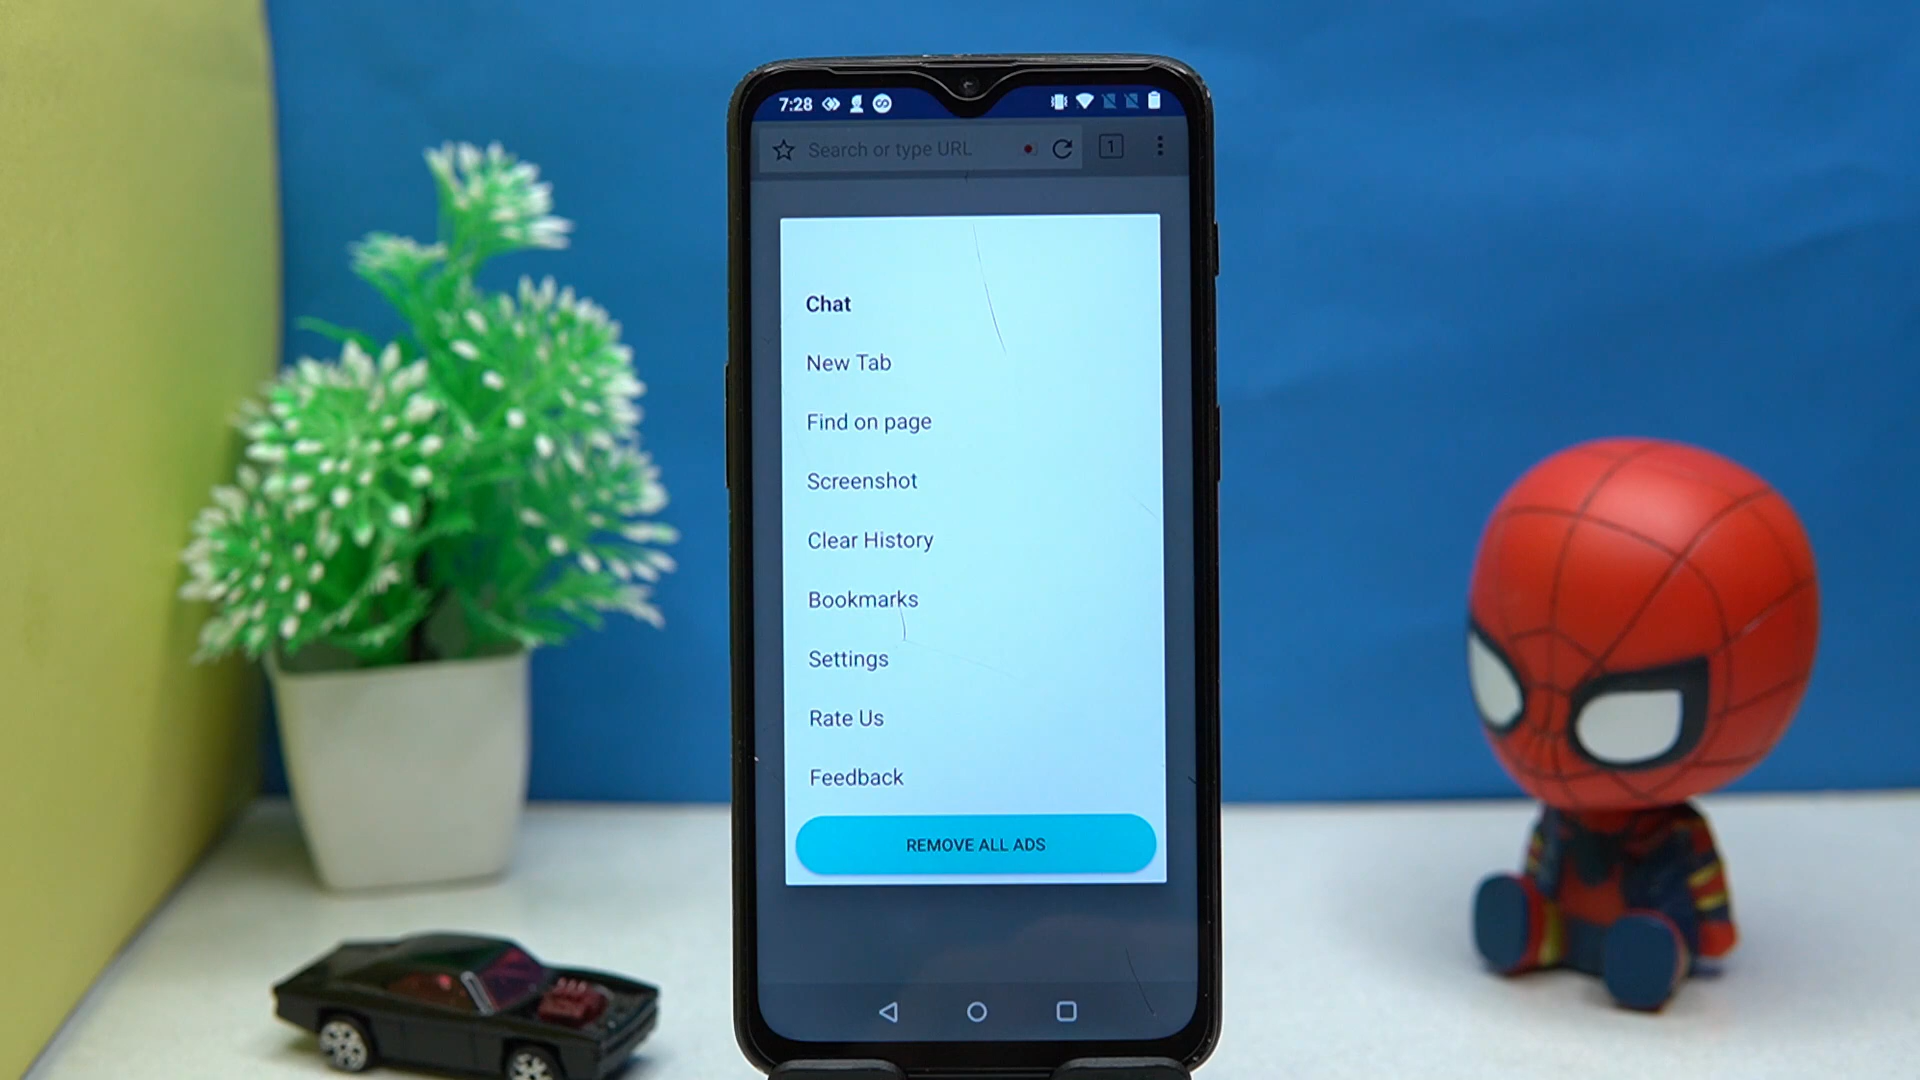 7:28
Search or type URL
1
Chat
New Tab
Find on page
Screenshot
Clear History
Bookmarks
Settings
Rate Us
Feedback
REMOVE ALL ADS